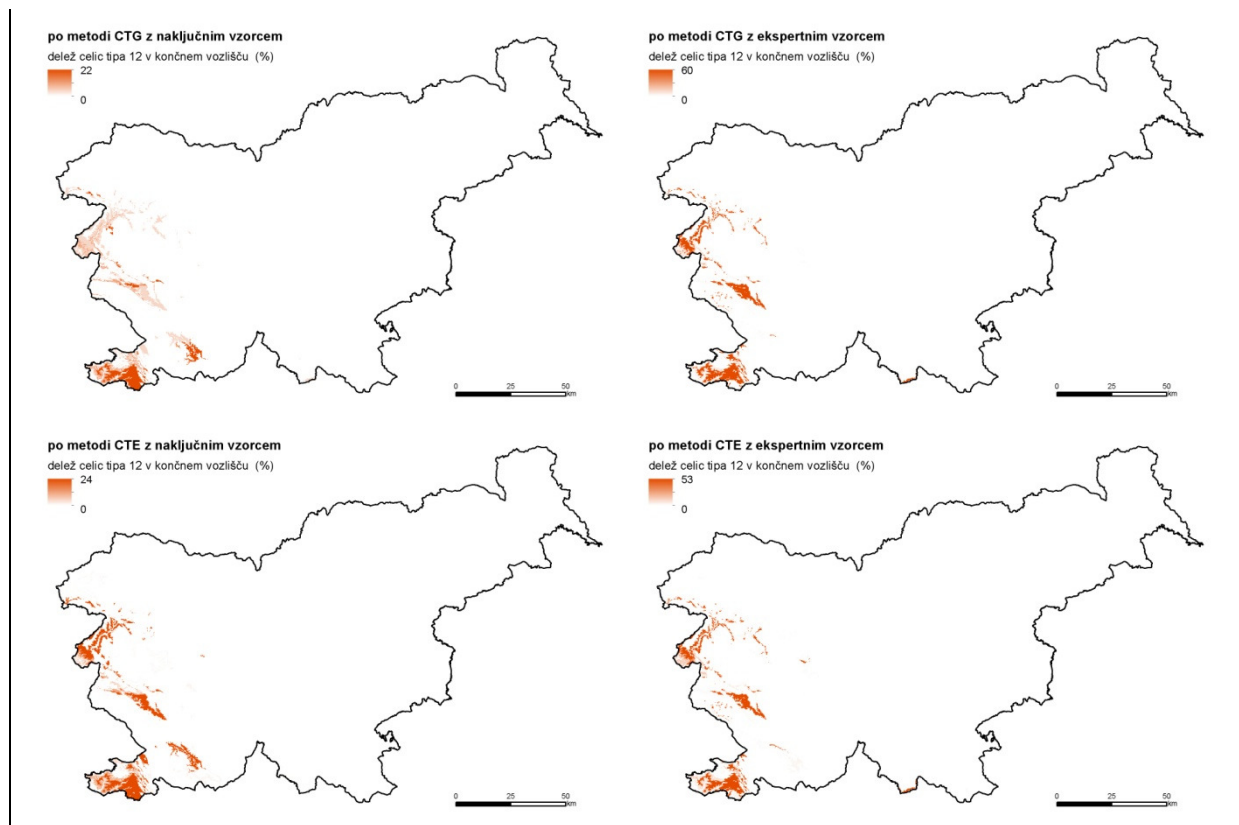 po metodi CTG z naključnim vzorcem
delež celic tipa 12 v končnem vozlišču (%)
22
0
0 25 50
km
po metodi CTG z ekspertnim vzorcem
delež celic tipa 12 v končnem vozlišču (%)
60
0
0 25 50
km
po metodi CTE z naključnim vzorcem
delež celic tipa 12 v končnem vozlišču (%)
24
0
0 25 50
km
po metodi CTE z ekspertnim vzorcem
delež celic tipa 12 v končnem vozlišču (%)
53
0
0 25 50
km